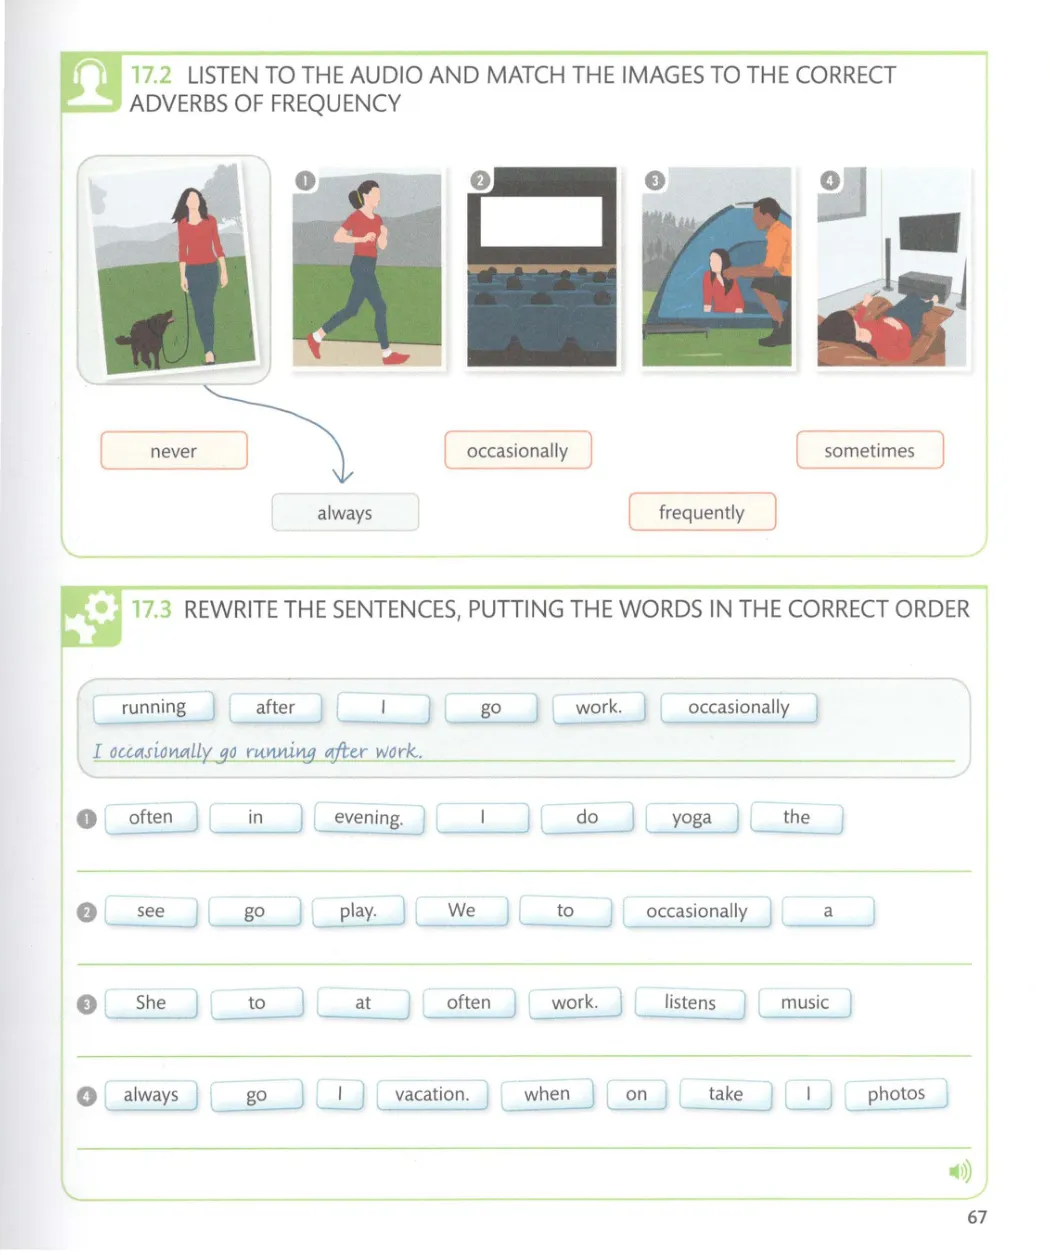 17.2 LISTEN TO THE AUDIO AND MATCH THE IMAGES TO THE CORRECT
ADVERBS OF FREQUENCY
1 2 3 4
never occasionally sometimes
always frequently
17.3 REWRITE THE SENTENCES, PUTTING THE WORDS IN THE CORRECT ORDER
running after I go work. occasionally
I occasionally go running after work.
1 often in evening. I do yoga the
2 see go play. We to occasionally a
3 She to at often work. listens music
4 always go I vacation. when on take I photos
67